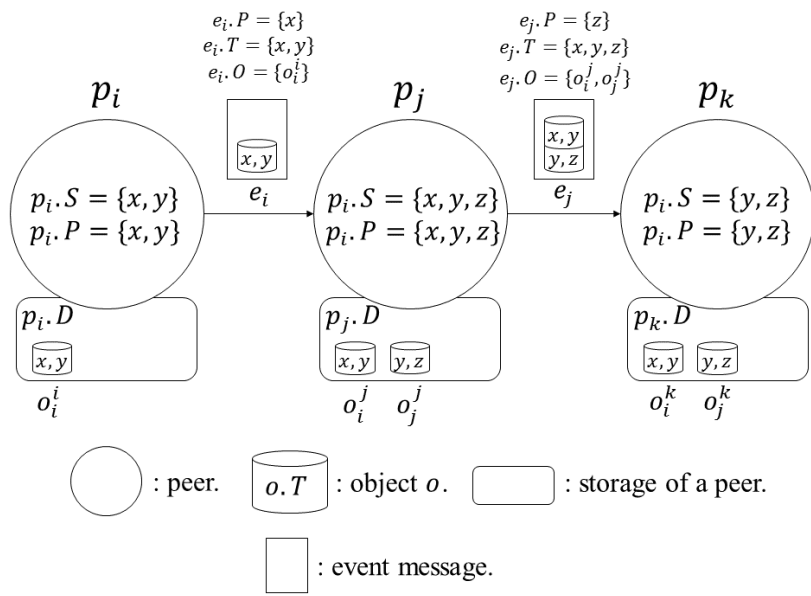 e_i.P = {x}
e_i.T = {x, y}
e_i.O = {o_i^i}
e_j.P = {z}
e_j.T = {x, y, z}
e_j.O = {o_i^j, o_j^j}
p_i
p_j
p_k
x, y
x, y
y, z
e_i
e_j
p_i.S = {x, y}
p_i.P = {x, y}
p_i.S = {x, y, z}
p_i.P = {x, y, z}
p_i.S = {y, z}
p_i.P = {y, z}
p_i.D
x, y
o_i^i
p_j.D
x, y
y, z
o_i^j
o_j^j
p_k.D
x, y
y, z
o_i^k
o_j^k
: peer.
o.T
: object o.
: storage of a peer.
: event message.